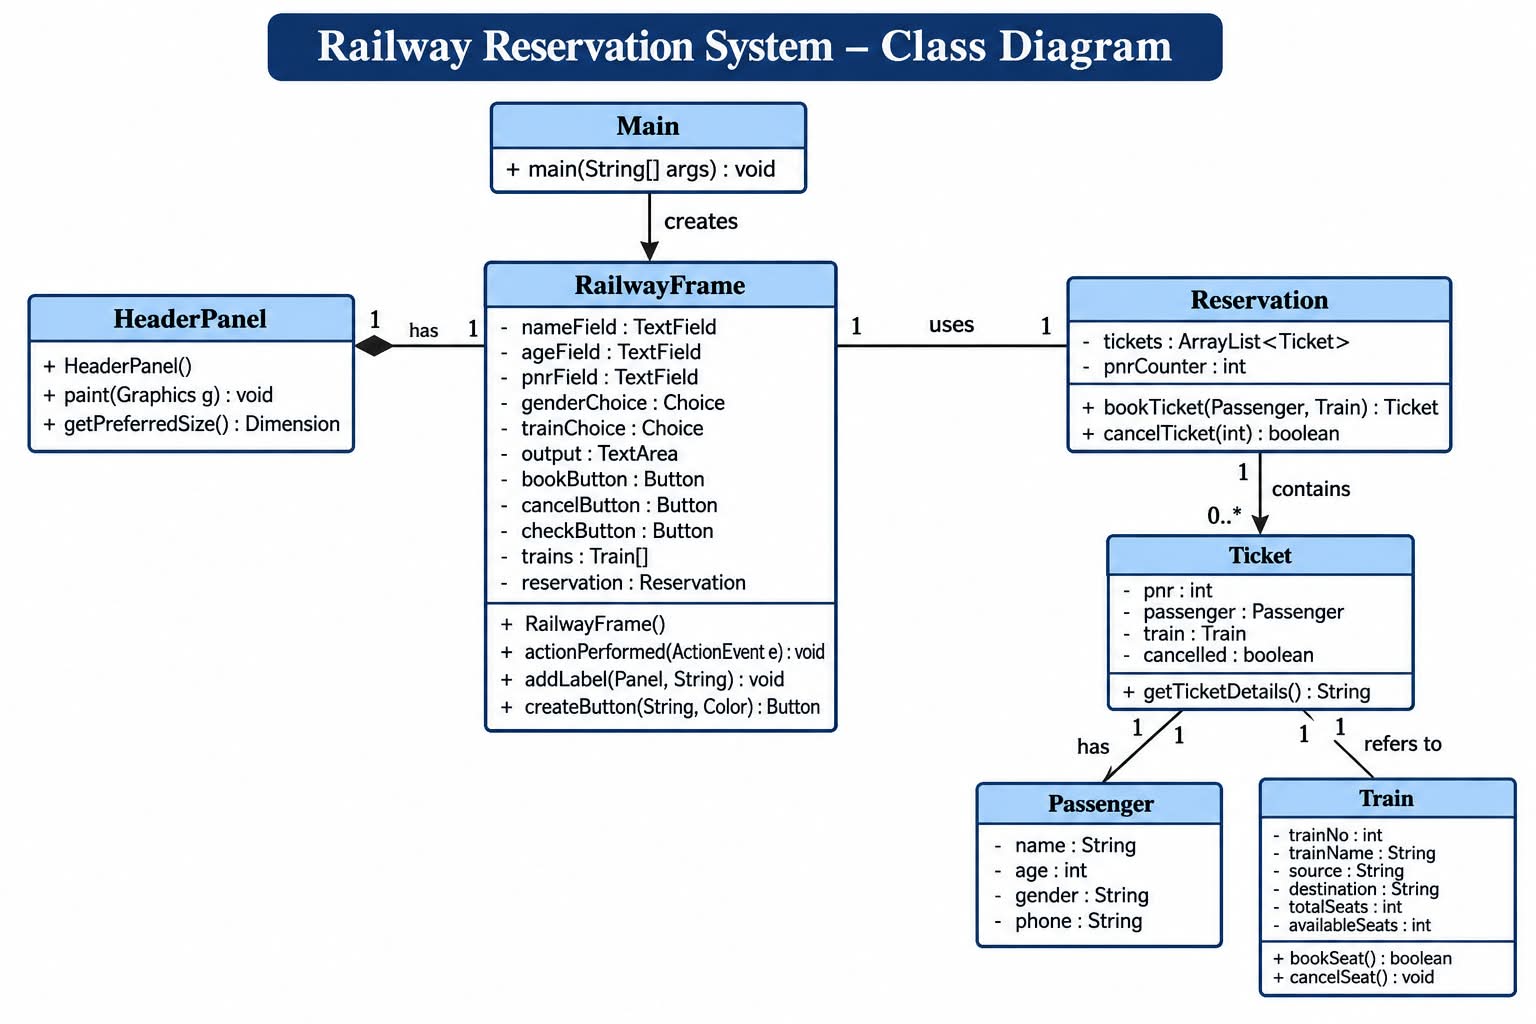 Railway Reservation System – Class Diagram
Main
+ main(String[] args) : void
creates
HeaderPanel
+ HeaderPanel()
+ paint(Graphics g) : void
+ getPreferredSize() : Dimension
1
has
1
RailwayFrame
- nameField : TextField
- ageField : TextField
- pnrField : TextField
- genderChoice : Choice
- trainChoice : Choice
- output : TextArea
- bookButton : Button
- cancelButton : Button
- checkButton : Button
- trains : Train[]
- reservation : Reservation
+ RailwayFrame()
+ actionPerformed(ActionEvent e) : void
+ addLabel(Panel, String) : void
+ createButton(String, Color) : Button
1
uses
1
Reservation
- tickets : ArrayList<Ticket>
- pnrCounter : int
+ bookTicket(Passenger, Train) : Ticket
+ cancelTicket(int) : boolean
1
contains
0..*
Ticket
- pnr : int
- passenger : Passenger
- train : Train
- cancelled : boolean
+ getTicketDetails() : String
1
has
1
1
1
refers to
Passenger
- name : String
- age : int
- gender : String
- phone : String
Train
- trainNo : int
- trainName : String
- source : String
- destination : String
- totalSeats : int
- availableSeats : int
+ bookSeat() : boolean
+ cancelSeat() : void